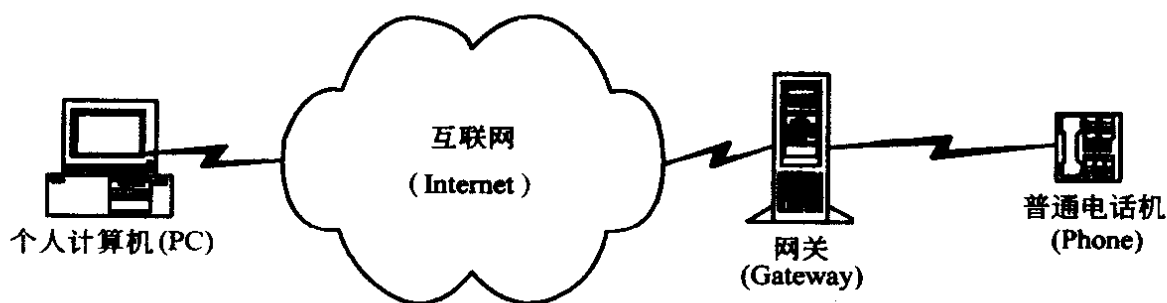 互联网
( Internet )
个人计算机(PC)
网关
(Gateway)
普通电话机
(Phone)